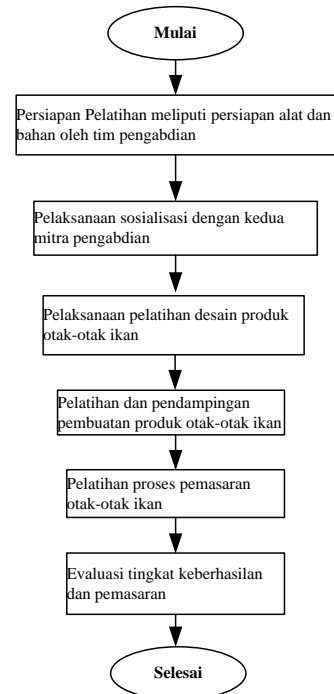 Mulai
Persiapan Pelatihan meliputi persiapan alat dan
bahan oleh tim pengabdian
Pelaksanaan sosialisasi dengan kedua
mitra pengabdian
Pelaksanaan pelatihan desain produk
otak-otak ikan
Pelatihan dan pendampingan
pembuatan produk otak-otak ikan
Pelatihan proses pemasaran
otak-otak ikan
Evaluasi tingkat keberhasilan
dan pemasaran
Selesai